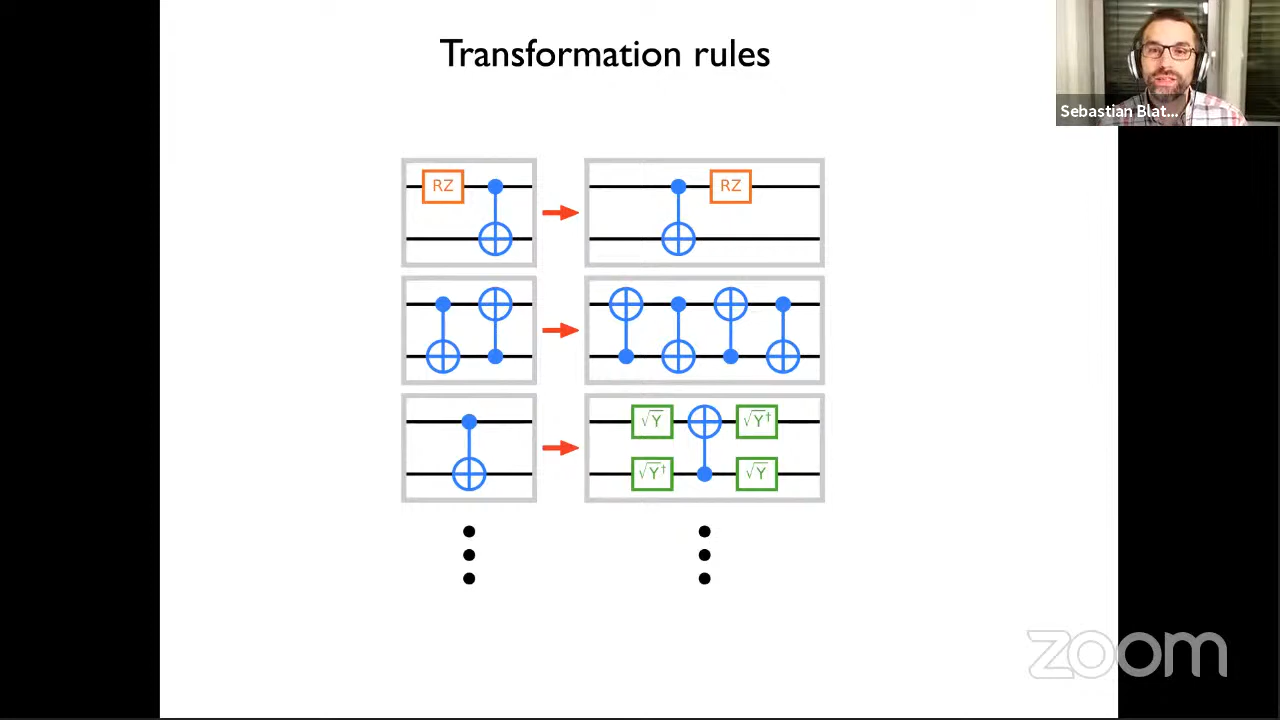 Transformation rules
Sebastian Blat...
RZ
RZ
√Y
√Y†
√Y†
√Y
zoom